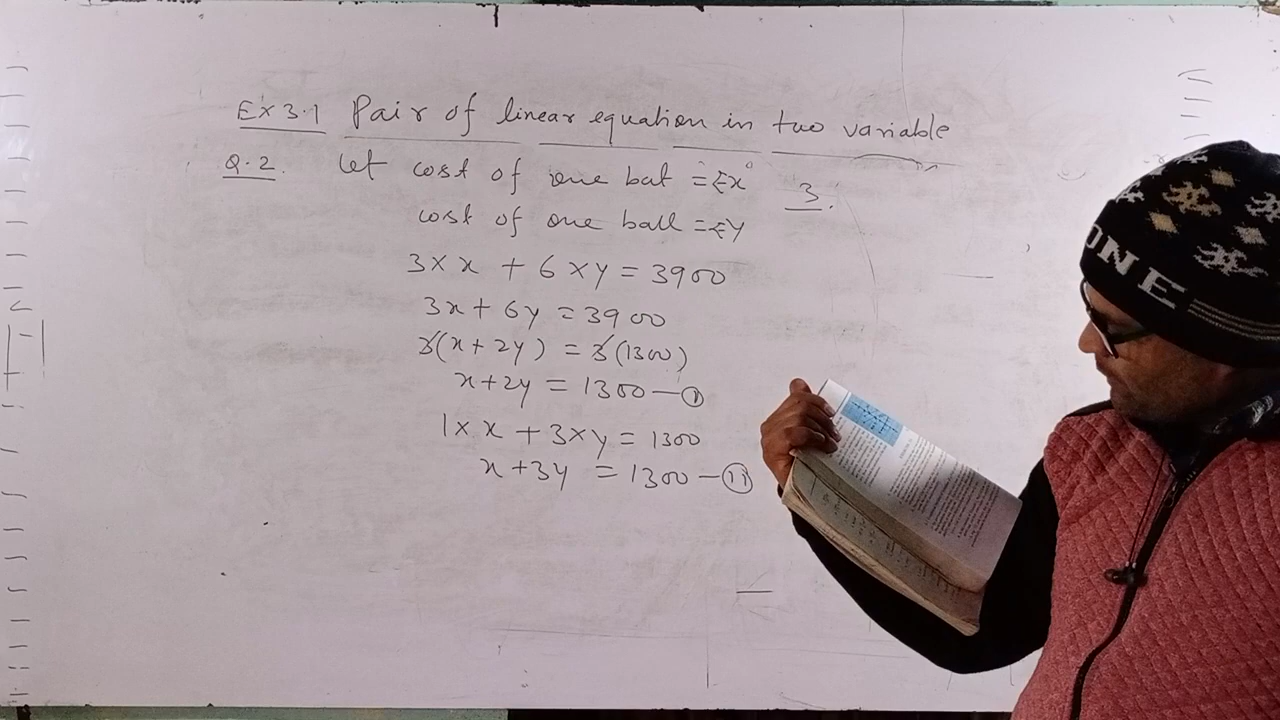 Ex 3.1 Pair of linear equation in two variable
Q.2. Let cost of one bat = ₹x
cost of one ball = ₹y
3×x + 6×y = 3900
3x + 6y = 3900
3(x + 2y) = 3(1300)
x + 2y = 1300 — (i)
1×x + 3×y = 1300
x + 3y = 1300 — (ii)
3.
ONE